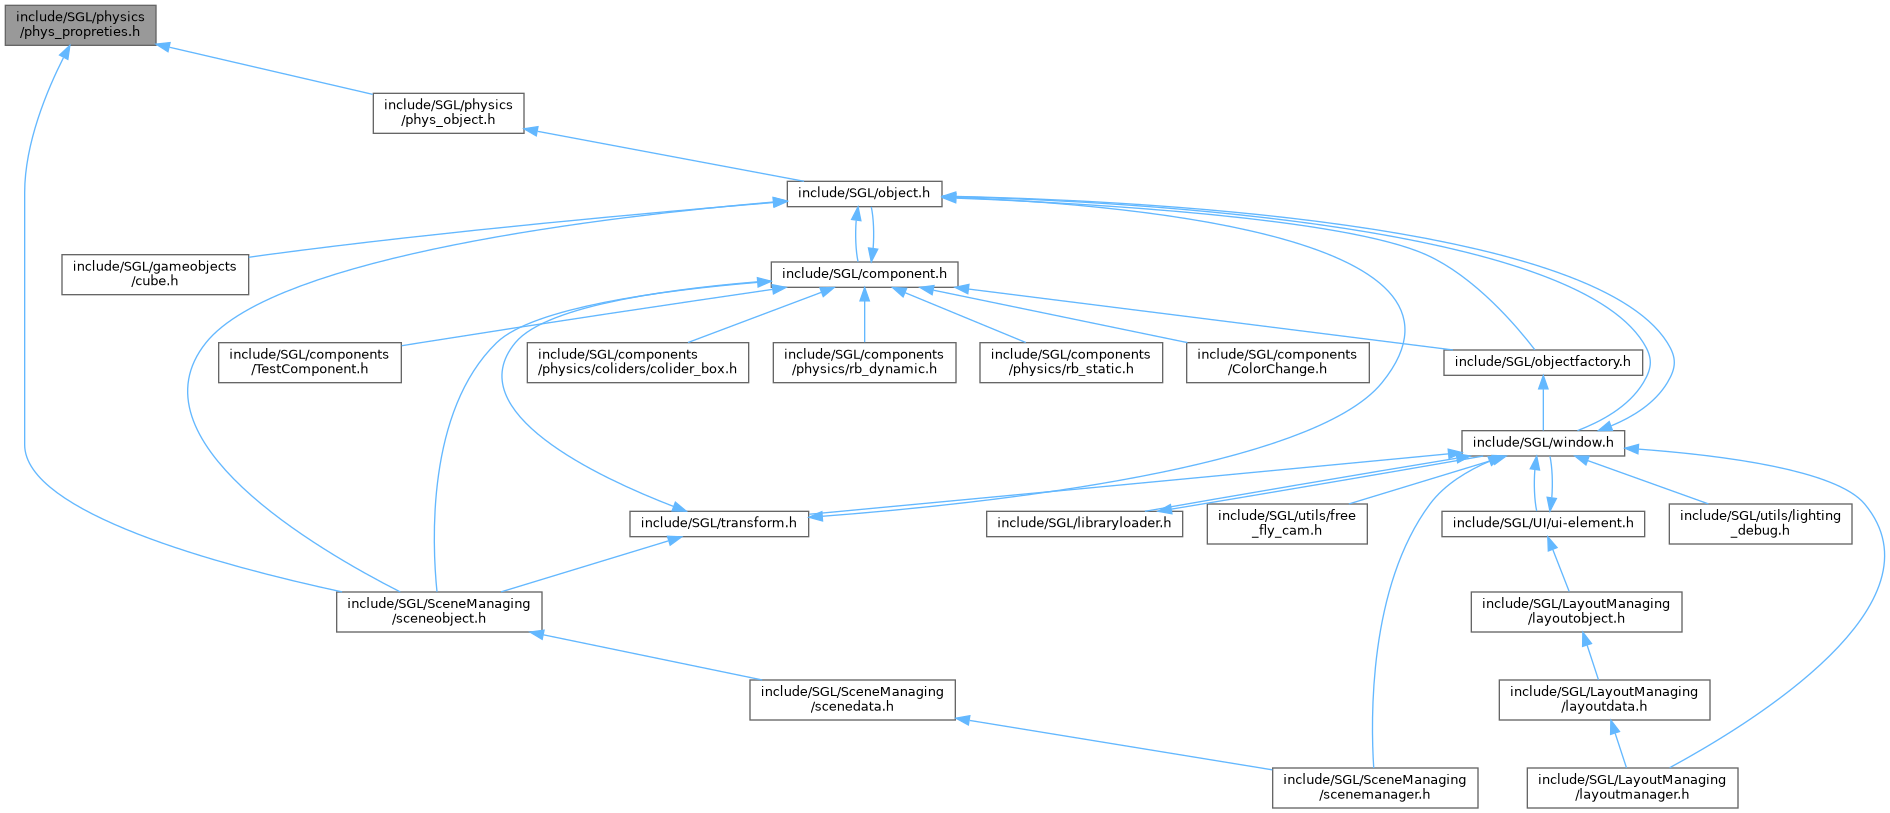 include/SGL/physics
/phys_propreties.h
include/SGL/physics
/phys_object.h
include/SGL/object.h
include/SGL/gameobjects
/cube.h
include/SGL/component.h
include/SGL/components
/TestComponent.h
include/SGL/components
/physics/coliders/colider_box.h
include/SGL/components
/physics/rb_dynamic.h
include/SGL/components
/physics/rb_static.h
include/SGL/components
/ColorChange.h
include/SGL/objectfactory.h
include/SGL/window.h
include/SGL/transform.h
include/SGL/libraryloader.h
include/SGL/utils/free
_fly_cam.h
include/SGL/UI/ui-element.h
include/SGL/utils/lighting
_debug.h
include/SGL/SceneManaging
/sceneobject.h
include/SGL/LayoutManaging
/layoutobject.h
include/SGL/SceneManaging
/scenedata.h
include/SGL/LayoutManaging
/layoutdata.h
include/SGL/SceneManaging
/scenemanager.h
include/SGL/LayoutManaging
/layoutmanager.h